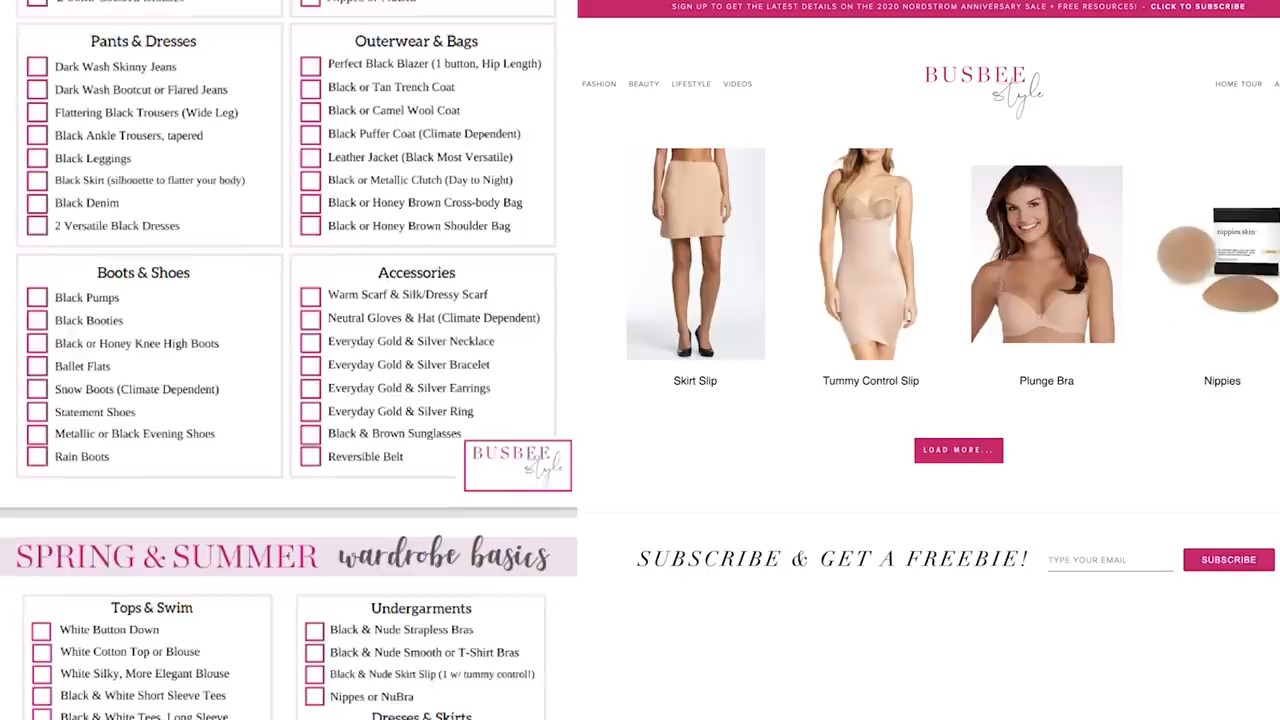 Pants & Dresses
Dark Wash Skinny Jeans
Dark Wash Bootcut or Flared Jeans
Flattering Black Trousers (Wide Leg)
Black Ankle Trousers, tapered
Black Leggings
Black Skirt (silhouette to flatter your body)
Black Denim
2 Versatile Black Dresses
Outerwear & Bags
Perfect Black Blazer (1 button, Hip Length)
Black or Tan Trench Coat
Black or Camel Wool Coat
Black Puffer Coat (Climate Dependent)
Leather Jacket (Black Most Versatile)
Black or Metallic Clutch (Day to Night)
Black or Honey Brown Cross-body Bag
Black or Honey Brown Shoulder Bag
Boots & Shoes
Black Pumps
Black Booties
Black or Honey Knee High Boots
Ballet Flats
Snow Boots (Climate Dependent)
Statement Shoes
Metallic or Black Evening Shoes
Rain Boots
Accessories
Warm Scarf & Silk/Dressy Scarf
Neutral Gloves & Hat (Climate Dependent)
Everyday Gold & Silver Necklace
Everyday Gold & Silver Bracelet
Everyday Gold & Silver Earrings
Everyday Gold & Silver Ring
Black & Brown Sunglasses
Reversible Belt
BUSBEE
style
SPRING & SUMMER wardrobe basics
Tops & Swim
White Button Down
White Cotton Top or Blouse
White Silky, More Elegant Blouse
Black & White Short Sleeve Tees
Black & White Tees, Long Sleeve
Undergarments
Black & Nude Strapless Bras
Black & Nude Smooth or T-Shirt Bras
Black & Nude Skirt Slip (1 w/ tummy control!)
Nippes or NuBra
Dresses & Skirts
SIGN UP TO GET THE LATEST DETAILS ON THE 2020 NORDSTROM ANNIVERSARY SALE + FREE RESOURCES! - CLICK TO SUBSCRIBE
FASHION BEAUTY LIFESTYLE VIDEOS
BUSBEE
style
HOME TOUR A
nippies skin
Skirt Slip
Tummy Control Slip
Plunge Bra
Nippies
LOAD MORE...
SUBSCRIBE & GET A FREEBIE!
TYPE YOUR EMAIL
SUBSCRIBE